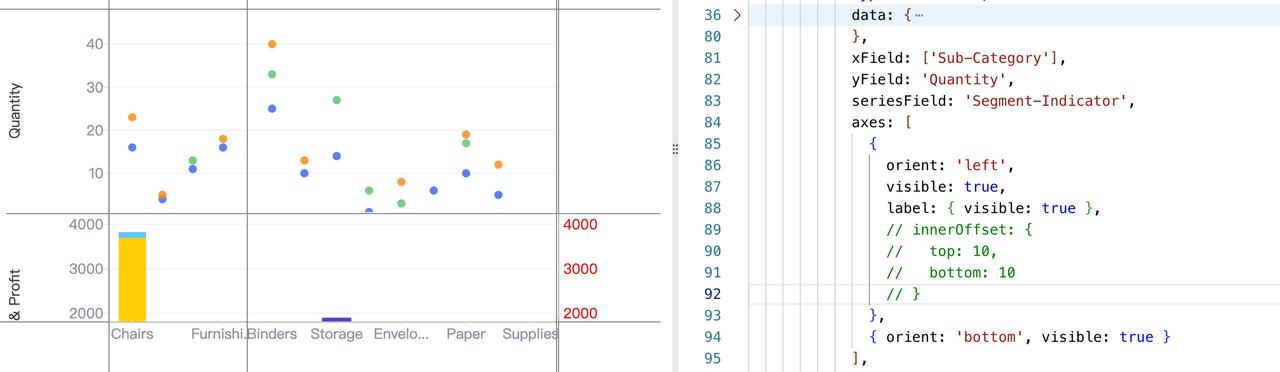 Quantity
40
30
20
10
& Profit
4000
3000
2000
4000
3000
2000
Chairs
Furnishi.
Binders
Storage
Envelo...
Paper
Supplies
36 > data: { ⋯
80 },
81 xField: ['Sub-Category'],
82 yField: 'Quantity',
83 seriesField: 'Segment-Indicator',
84 axes: [
85 {
86 orient: 'left',
87 visible: true,
88 label: { visible: true },
89 // innerOffset: {
90 //   top: 10,
91 //   bottom: 10
92 // }
93 },
94 { orient: 'bottom', visible: true }
95 ],